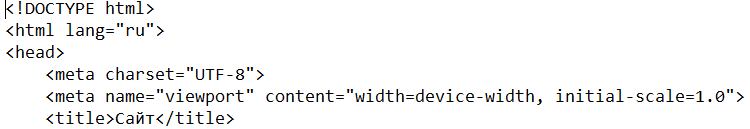 <!DOCTYPE html>
<html lang="ru">
<head>
    <meta charset="UTF-8">
    <meta name="viewport" content="width=device-width, initial-scale=1.0">
    <title>Сайт</title>